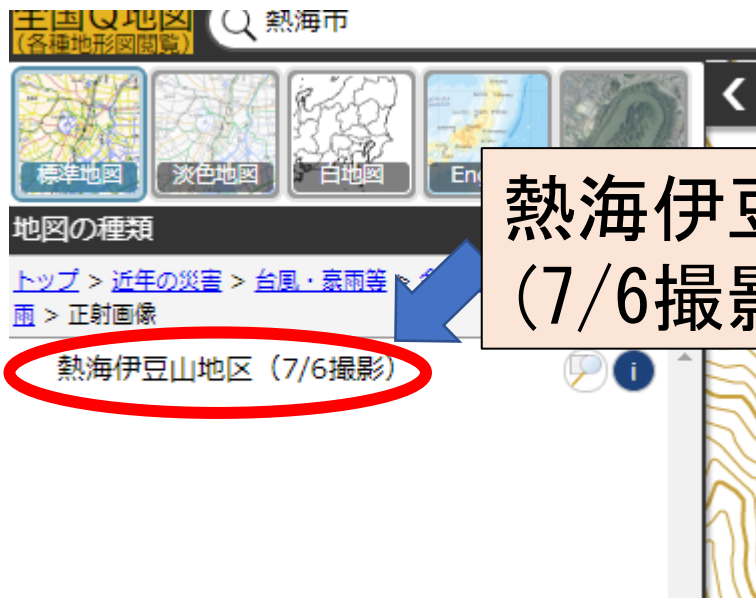 全国Q地図
(各種地形図閲覧)
熱海市
標準地図
淡色地図
白地図
地図の種類
トップ > 近年の災害 > 台風・豪雨等 >
雨 > 正射画像
熱海伊豆山地区（7/6撮影）
i
熱海伊豆
（7/6撮影